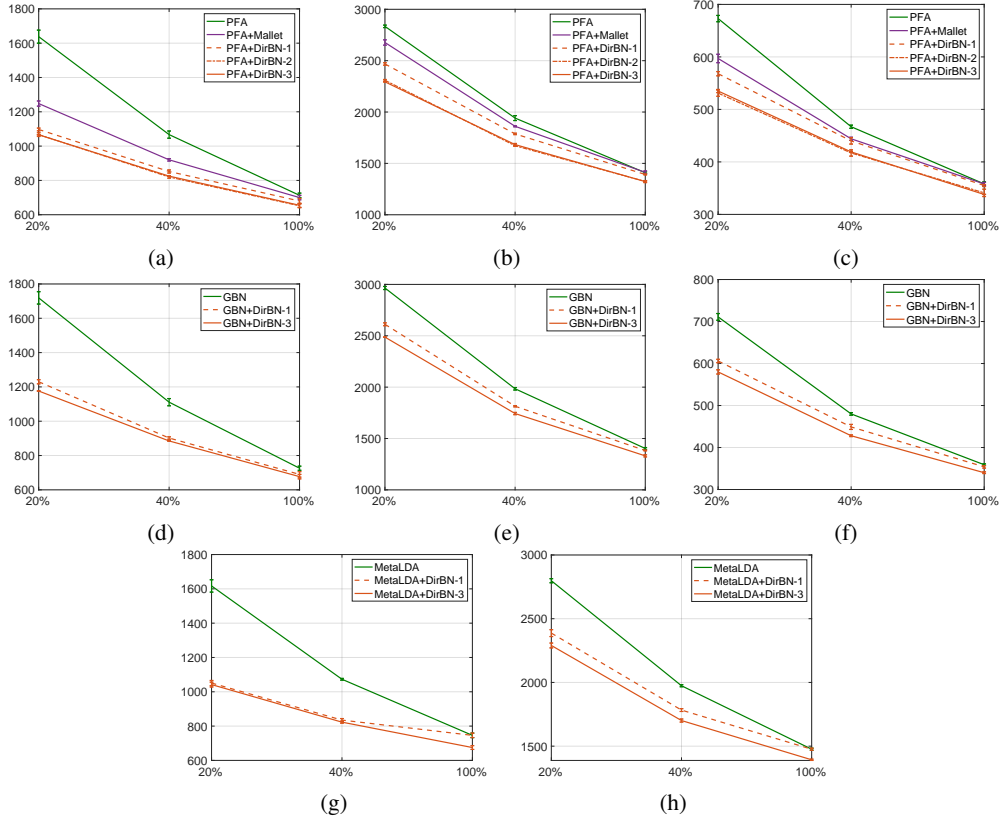 1800
1600
1400
1200
1000
800
600
20%
40%
100%
PFA
PFA+Mallet
PFA+DirBN-1
PFA+DirBN-2
PFA+DirBN-3
(a)
3000
2500
2000
1500
1000
20%
40%
100%
PFA
PFA+Mallet
PFA+DirBN-1
PFA+DirBN-2
PFA+DirBN-3
(b)
700
600
500
400
300
20%
40%
100%
PFA
PFA+Mallet
PFA+DirBN-1
PFA+DirBN-2
PFA+DirBN-3
(c)
1800
1600
1400
1200
1000
800
600
20%
40%
100%
GBN
GBN+DirBN-1
GBN+DirBN-3
(d)
3000
2500
2000
1500
1000
20%
40%
100%
GBN
GBN+DirBN-1
GBN+DirBN-3
(e)
800
700
600
500
400
300
20%
40%
100%
GBN
GBN+DirBN-1
GBN+DirBN-3
(f)
1800
1600
1400
1200
1000
800
600
20%
40%
100%
MetaLDA
MetaLDA+DirBN-1
MetaLDA+DirBN-3
(g)
3000
2500
2000
1500
20%
40%
100%
MetaLDA
MetaLDA+DirBN-1
MetaLDA+DirBN-3
(h)